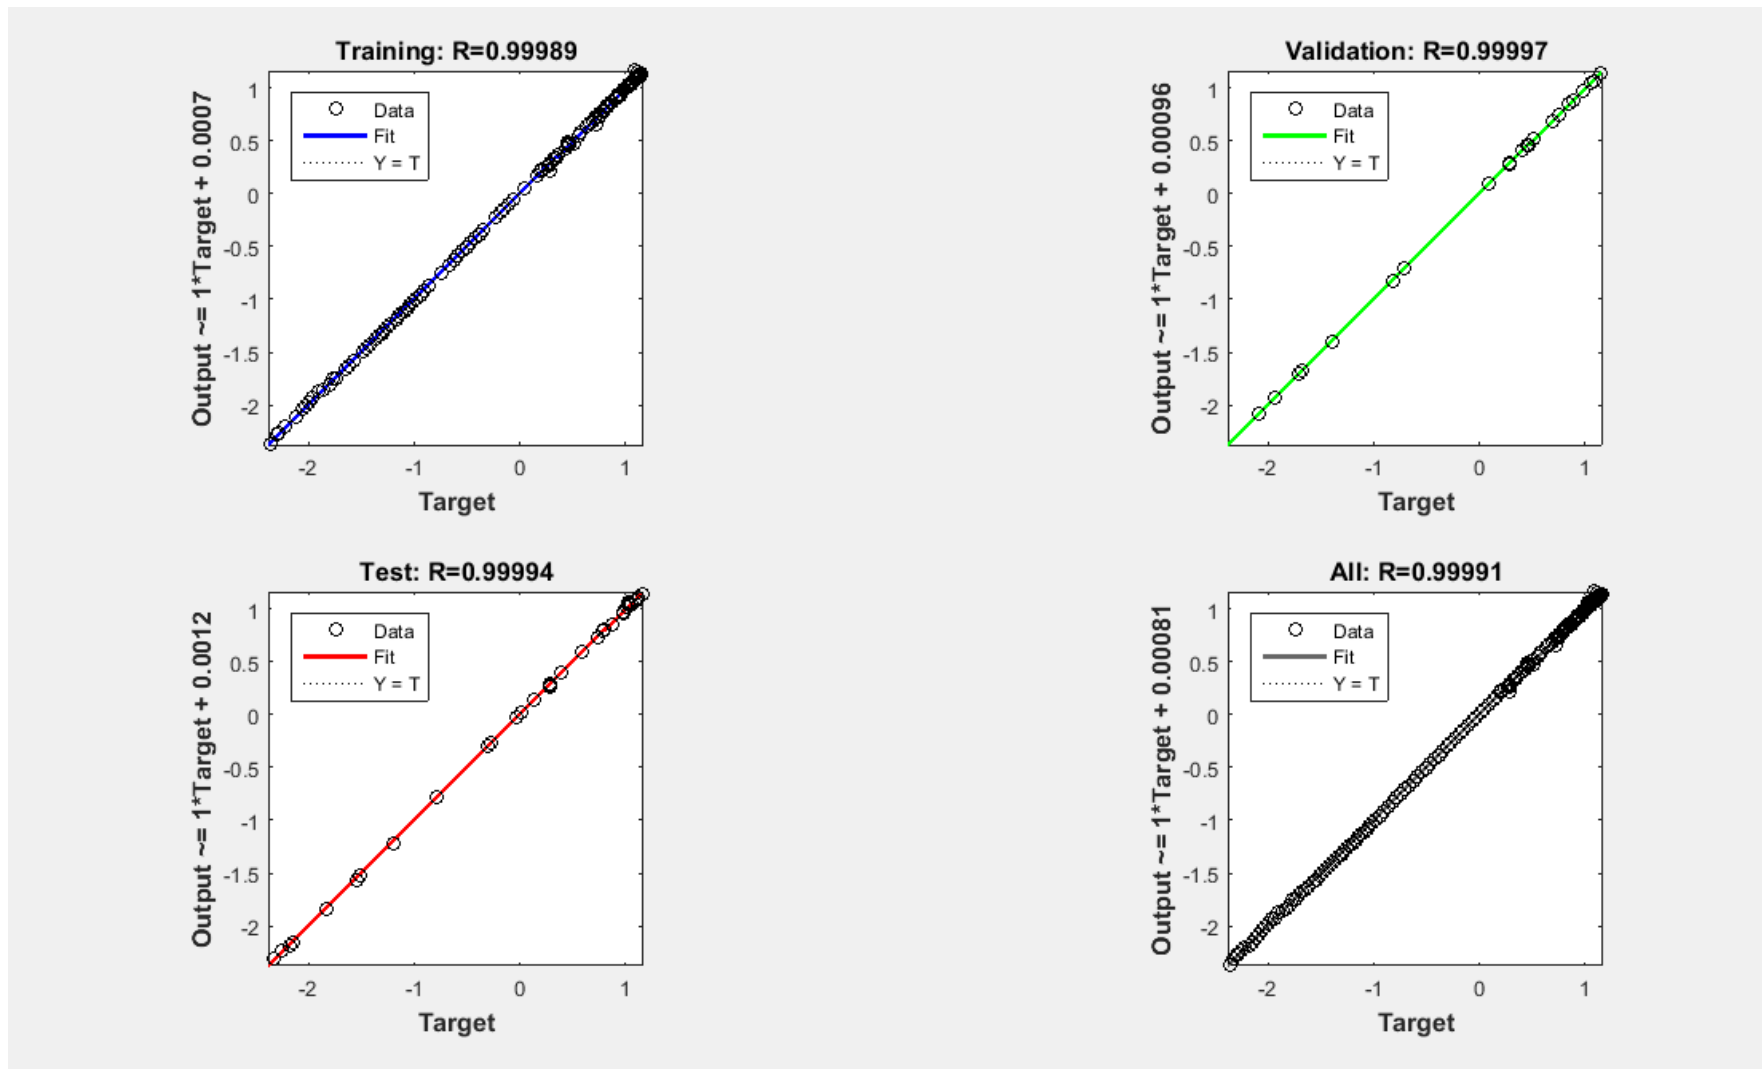 Training: R=0.99989
Output ~= 1*Target + 0.0007
1
0.5
0
-0.5
-1
-1.5
-2
Data
Fit
Y = T
-2 -1 0 1
Target
Validation: R=0.99997
Output ~= 1*Target + 0.00096
1
0.5
0
-0.5
-1
-1.5
-2
Data
Fit
Y = T
-2 -1 0 1
Target
Test: R=0.99994
Output ~= 1*Target + 0.0012
1
0.5
0
-0.5
-1
-1.5
-2
Data
Fit
Y = T
-2 -1 0 1
Target
All: R=0.99991
Output ~= 1*Target + 0.00081
1
0.5
0
-0.5
-1
-1.5
-2
Data
Fit
Y = T
-2 -1 0 1
Target